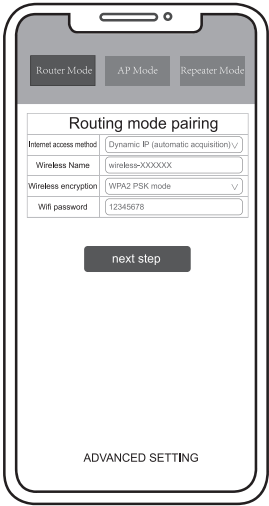 Router Mode AP Mode Repeater Mode
Routing mode pairing
Internet access method Dynamic IP (automatic acquisition)
Wireless Name wireless-XXXXXX
Wireless encryption WPA2 PSK mode
Wifi password 12345678
next step
ADVANCED SETTING